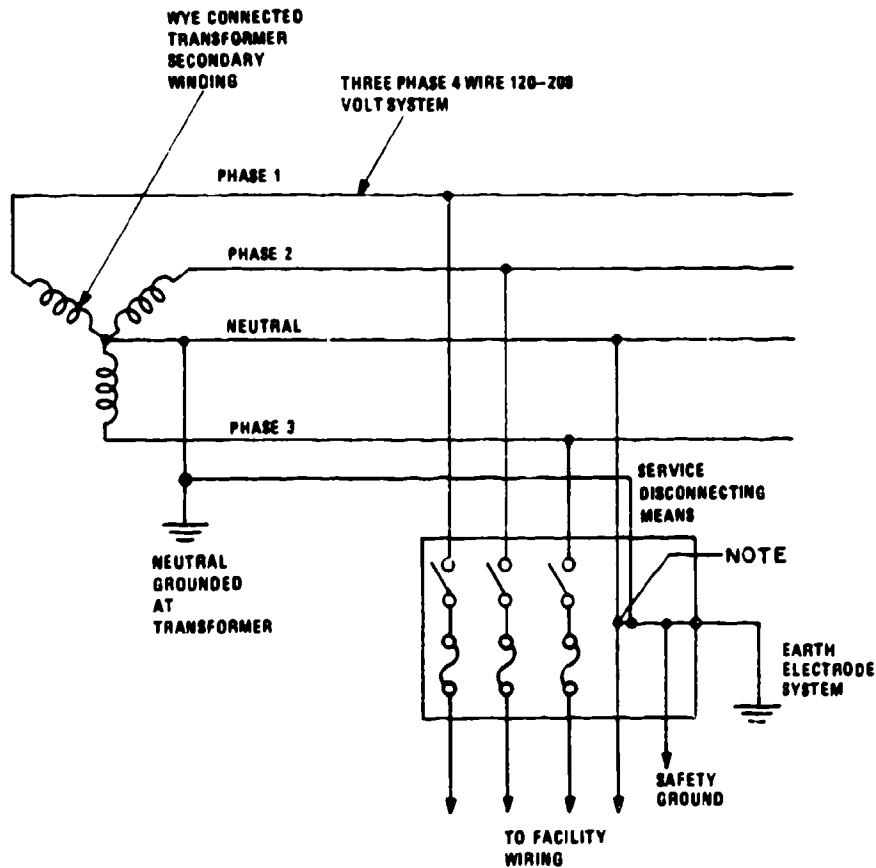 WYE CONNECTED
TRANSFORMER
SECONDARY
WINDING
THREE PHASE 4 WIRE 120-208
VOLT SYSTEM
PHASE 1
PHASE 2
NEUTRAL
PHASE 3
SERVICE
DISCONNECTING
MEANS
NEUTRAL
GROUNDED
AT
TRANSFORMER
NOTE
EARTH
ELECTRODE
SYSTEM
SAFETY
GROUND
TO FACILITY
WIRING